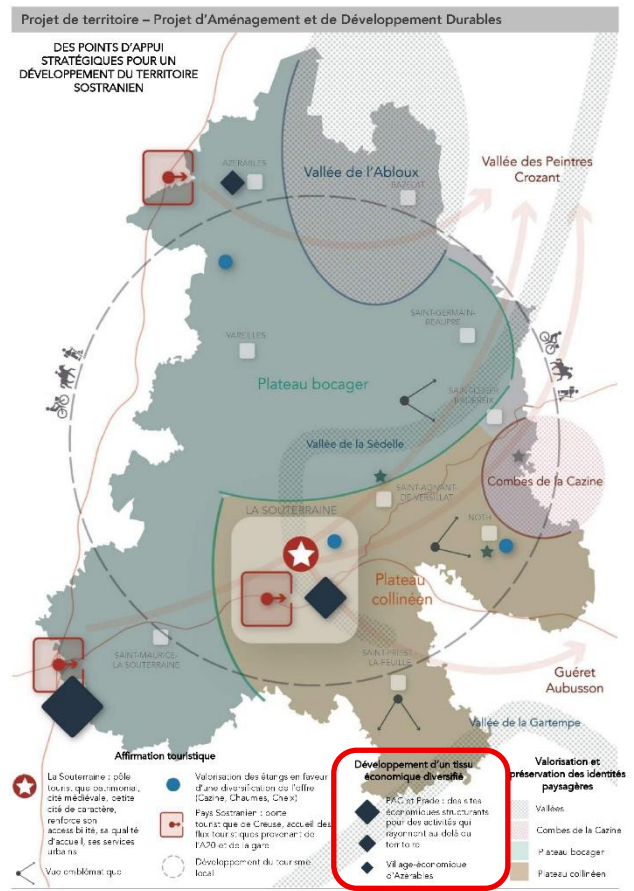 Projet de territoire – Projet d'Aménagement et de Développement Durables
DES POINTS D'APPUI
STRATÉGIQUES POUR UN
DÉVELOPPEMENT DU TERRITOIRE
SOSTRANIEN
AZERABLES
Vallée de l'Abloux
BAZELAT
Vallée des Peintres
Crozant
SAINT-GERMAIN-
BEAUPRE
VAREILLES
Plateau bocager
Vallée de la Sédelle
SAINT-AGNANT-
DE-VERSILLAT
Combes de la Cazine
LA SOUTERRAINE
NOTH
Plateau
collinéen
SAINT-MAURICE-
LA SOUTERRAINE
SAINT-PRIEST-
LA-FEUILLE
Guéret
Aubusson
Vallée de la Gartempe
Affirmation touristique
La Souterraine : pôle
touristique patrimonial,
cité médiévale, petite
cité de caractère,
renforce son
accessibilité, sa qualité
d'accueil, ses services
urbains
Vue emblématique
Valorisation des étangs en faveur
d'une diversification de l'offre
(Cazine, Chaumes, Cheix)
Pays Sostranien : porte
touristique de Creuse, accueil des
flux touristiques provenant de
l'A20 et de la gare
Développement du tourisme
local
Développement d'un tissu
économique diversifié
PAC et Prade : des sites
économiques structurants
pour des activités qui
rayonnent au delà du
territoire
Village-économique
d'Azerables
Valorisation et
préservation des identités
paysagères
Vallées
Combes de la Cazine
Plateau bocager
Plateau collinéen